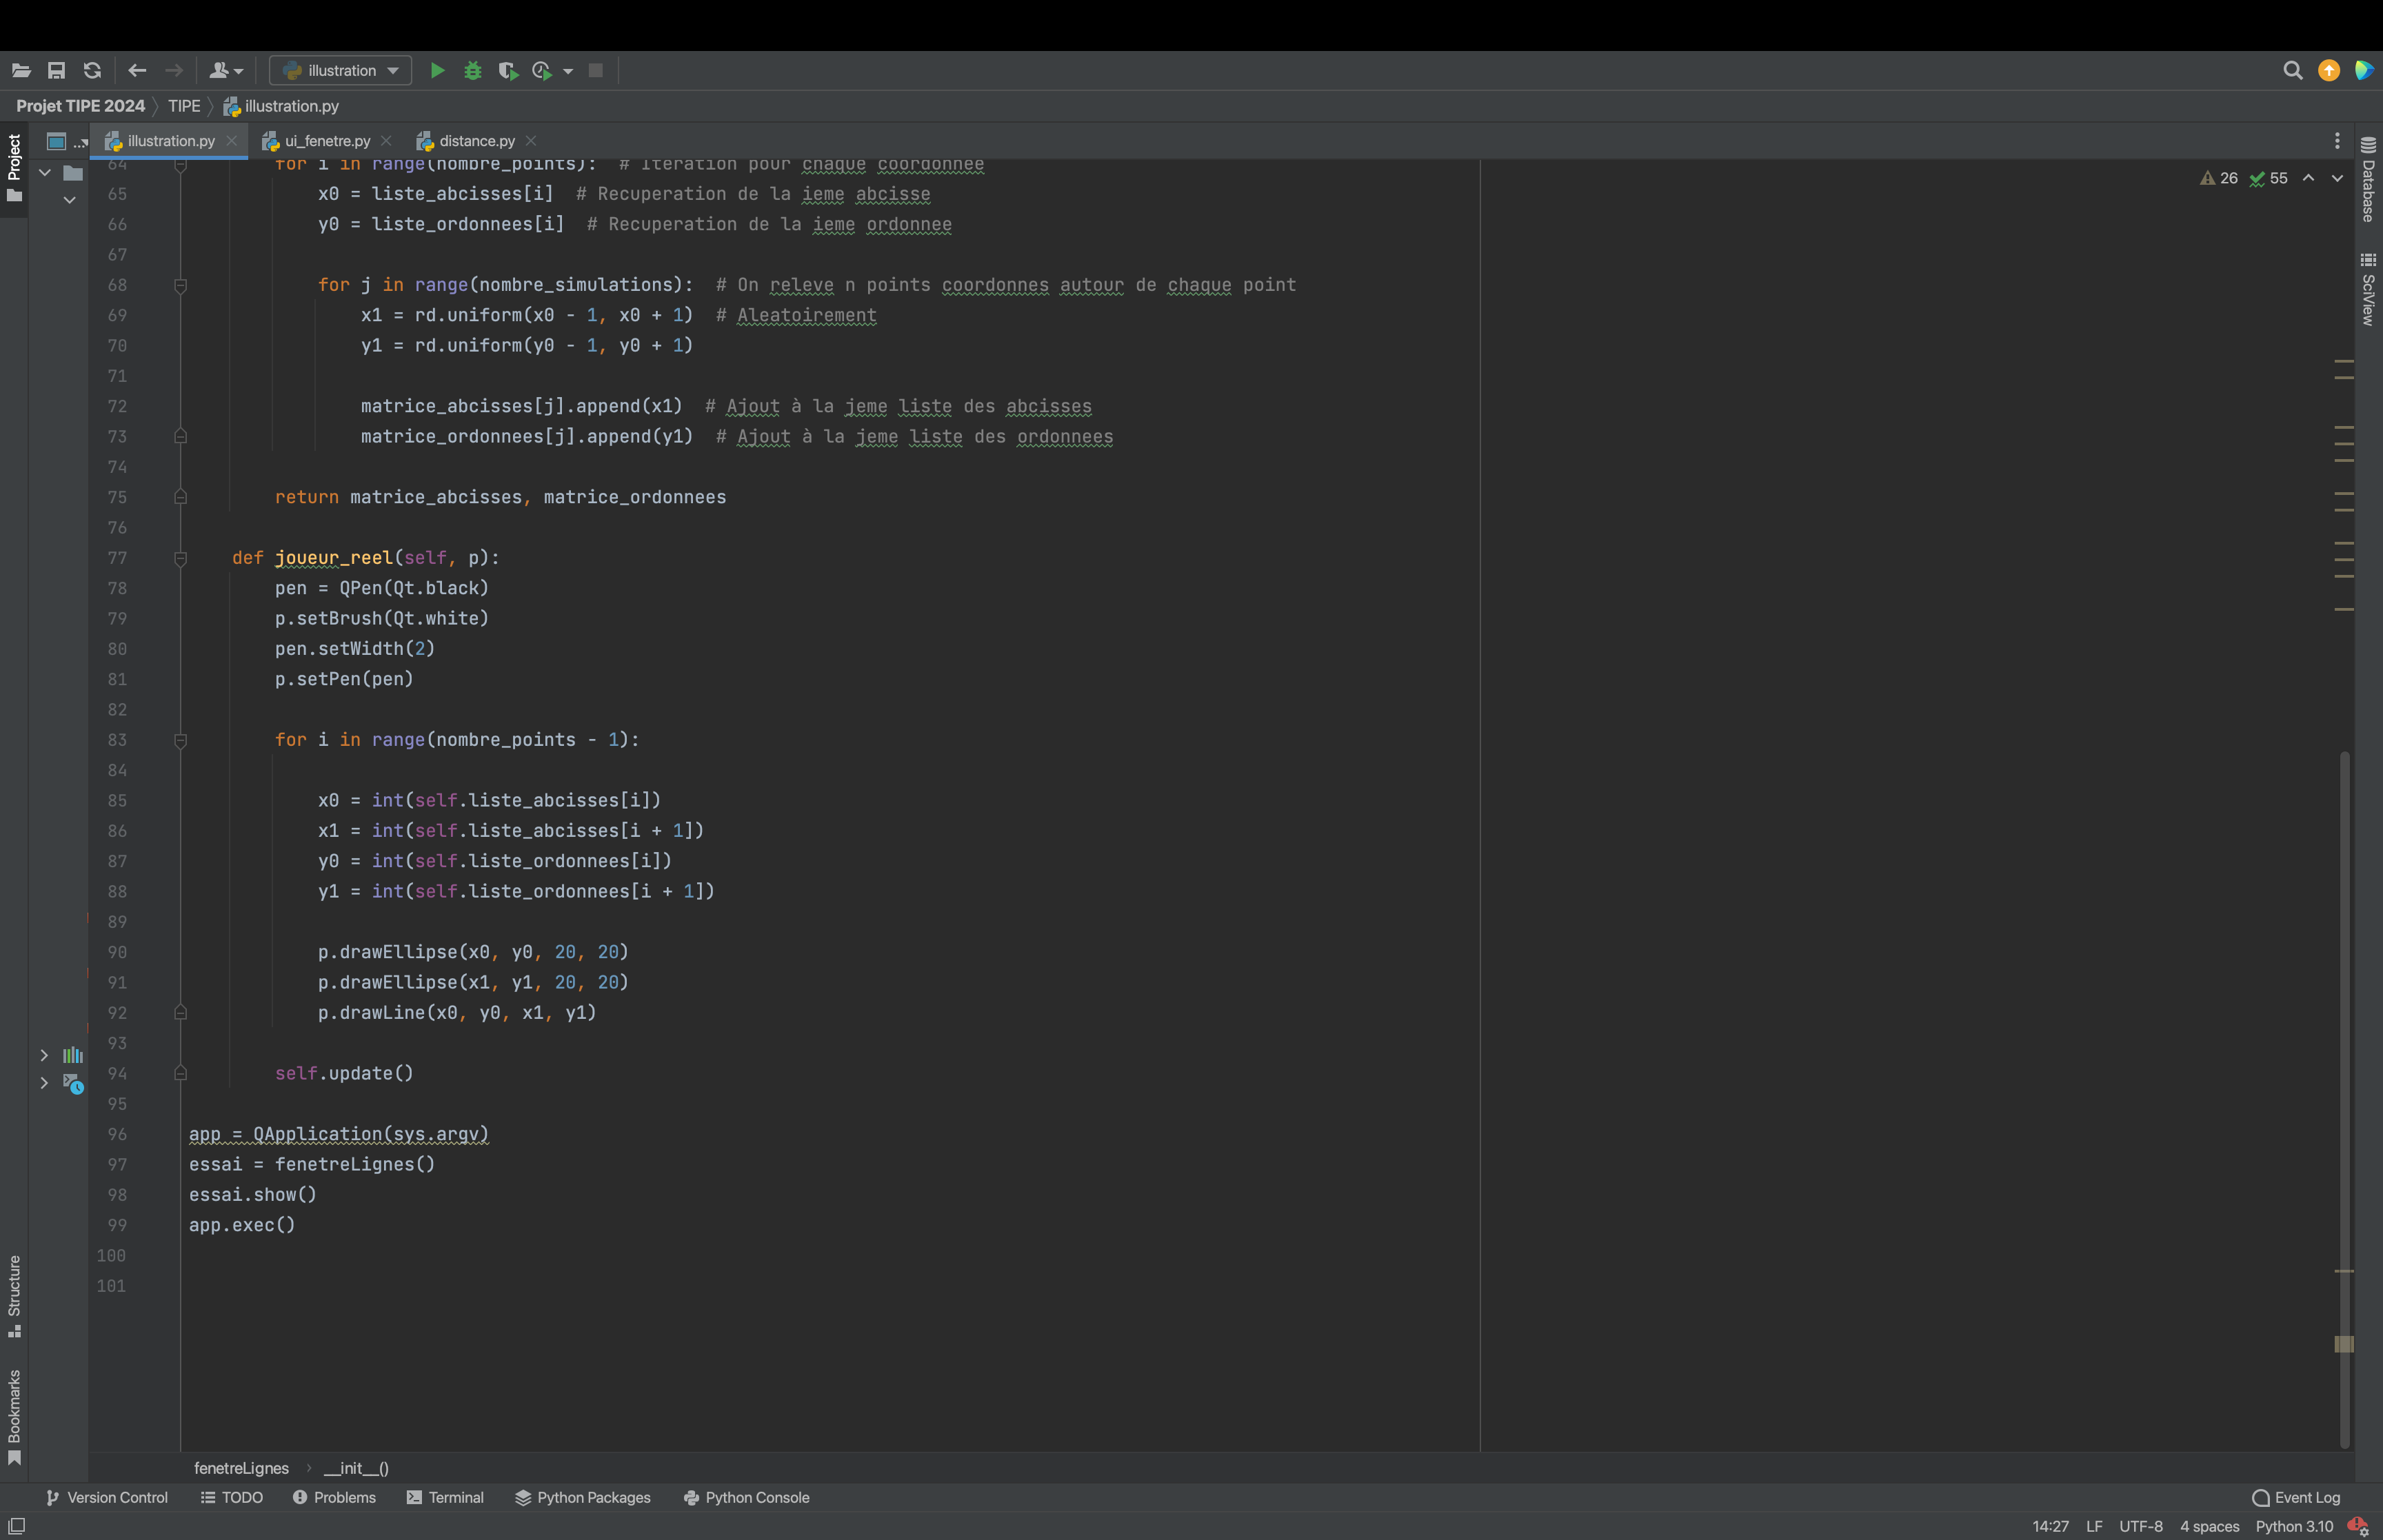 illustration
Projet TIPE 2024 TIPE illustration.py
Project
...
illustration.py ui_fenetre.py distance.py
26 55
Database
SciView
64 for i in range(nombre_points): # Iteration pour chaque coordonnee
65 x0 = liste_abcisses[i] # Recuperation de la ieme abcisse
66 y0 = liste_ordonnees[i] # Recuperation de la ieme ordonnee
67
68 for j in range(nombre_simulations): # On releve n points coordonnes autour de chaque point
69 x1 = rd.uniform(x0 - 1, x0 + 1) # Aleatoirement
70 y1 = rd.uniform(y0 - 1, y0 + 1)
71
72 matrice_abcisses[j].append(x1) # Ajout à la jeme liste des abcisses
73 matrice_ordonnees[j].append(y1) # Ajout à la jeme liste des ordonnees
74
75 return matrice_abcisses, matrice_ordonnees
76
77 def joueur_reel(self, p):
78 pen = QPen(Qt.black)
79 p.setBrush(Qt.white)
80 pen.setWidth(2)
81 p.setPen(pen)
82
83 for i in range(nombre_points - 1):
84
85 x0 = int(self.liste_abcisses[i])
86 x1 = int(self.liste_abcisses[i + 1])
87 y0 = int(self.liste_ordonnees[i])
88 y1 = int(self.liste_ordonnees[i + 1])
89
90 p.drawEllipse(x0, y0, 20, 20)
91 p.drawEllipse(x1, y1, 20, 20)
92 p.drawLine(x0, y0, x1, y1)
93
94 self.update()
95
96 app = QApplication(sys.argv)
97 essai = fenetreLignes()
98 essai.show()
99 app.exec()
100
101
Structure
Bookmarks
fenetreLignes __init__()
Version Control TODO Problems Terminal Python Packages Python Console Event Log
14:27 LF UTF-8 4 spaces Python 3.10